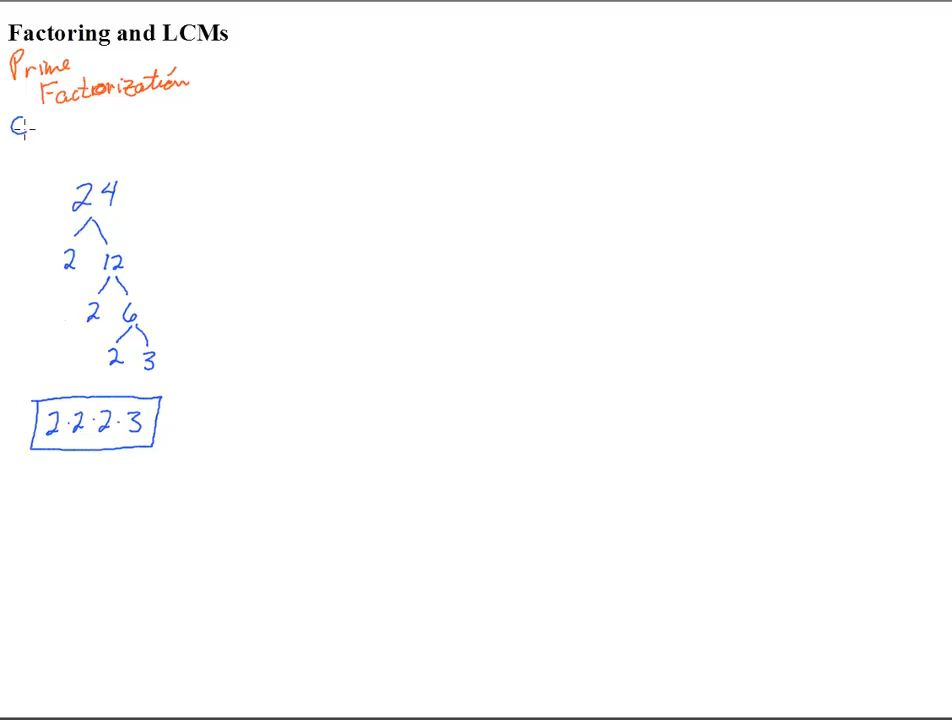 Factoring and LCMs
Prime
Factorization
C
24
2 12
2 6
2 3
2·2·2·3